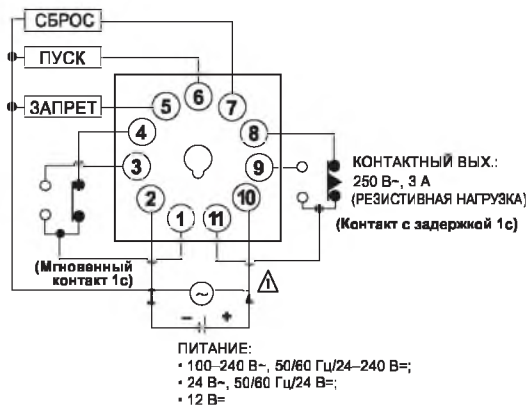 СБРОС
ПУСК
ЗАПРЕТ
6
5
7
4
8
3
9
2
10
1
11
КОНТАКТНЫЙ ВЫХ.:
250 В~, 3 А
(РЕЗИСТИВНАЯ НАГРУЗКА)
(Контакт с задержкой 1с)
(Мгновенный
контакт 1с)
~
1
− +
ПИТАНИЕ:
• 100–240 В~, 50/60 Гц/24–240 В=;
• 24 В~, 50/60 Гц/24 В=;
• 12 В=